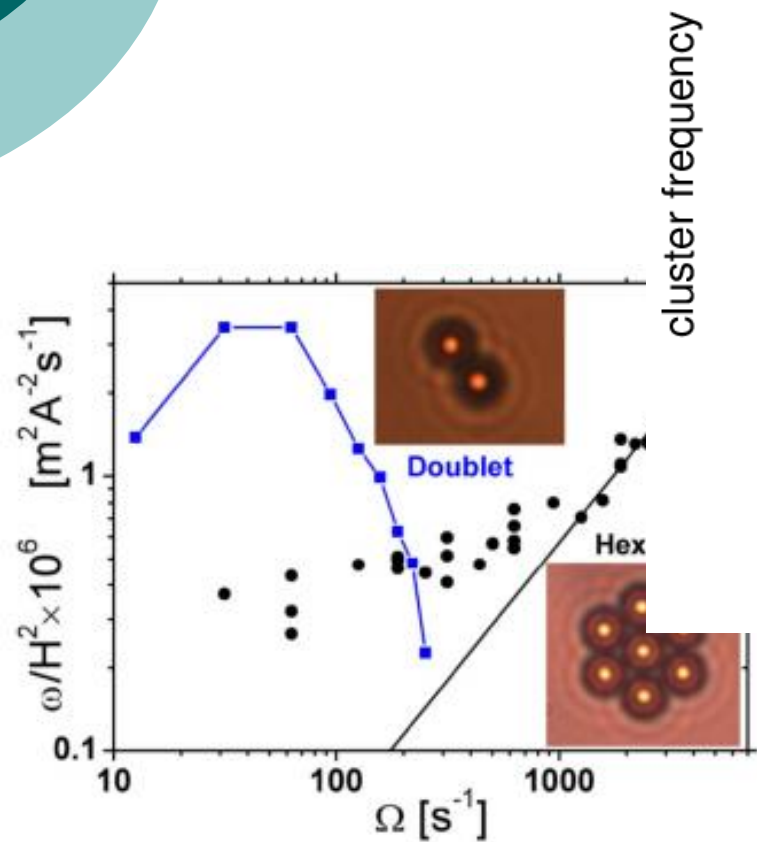 cluster frequency
ω/H²×10⁶ [m²A⁻²s⁻¹]
Doublet
Hex
1
0.1
10 100 1000
Ω [s⁻¹]